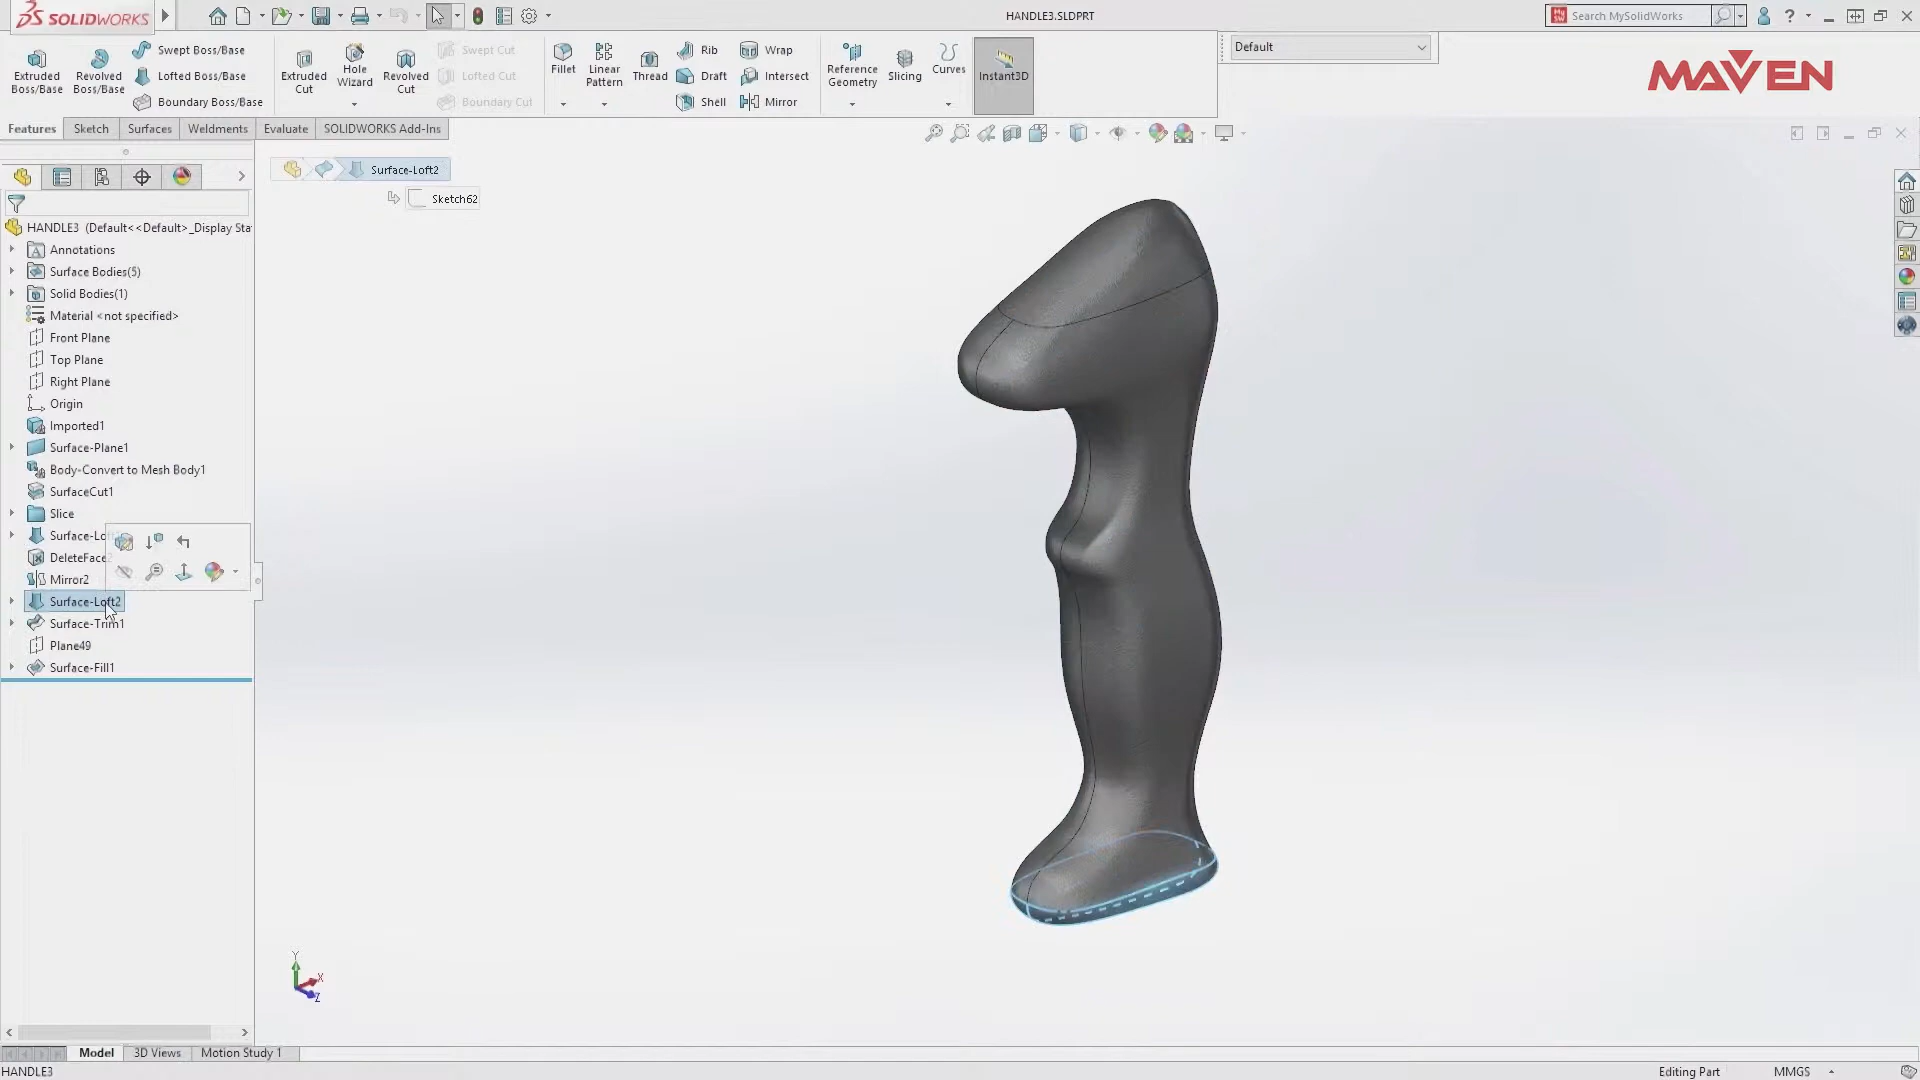 SOLIDWORKS
HANDLE3.SLDPRT
Search MySolidWorks
Extruded Boss/Base
Revolved Boss/Base
Swept Boss/Base
Lofted Boss/Base
Boundary Boss/Base
Extruded Cut
Hole Wizard
Revolved Cut
Swept Cut
Lofted Cut
Boundary Cut
Fillet
Linear Pattern
Thread
Rib
Draft
Shell
Wrap
Intersect
Mirror
Reference Geometry
Slicing
Curves
Instant3D
Default
MAVEN
Features
Sketch
Surfaces
Weldments
Evaluate
SOLIDWORKS Add-Ins
Surface-Loft2
Sketch62
HANDLE3 (Default<<Default>_Display Sta
Annotations
Surface Bodies(5)
Solid Bodies(1)
Material <not specified>
Front Plane
Top Plane
Right Plane
Origin
Imported1
Surface-Plane1
Body-Convert to Mesh Body1
SurfaceCut1
Slice
Surface-Lo
DeleteFace
Mirror2
Surface-Loft2
Surface-Trim1
Plane49
Surface-Fill1
Y
X
Z
Model
3D Views
Motion Study 1
HANDLE3
Editing Part
MMGS